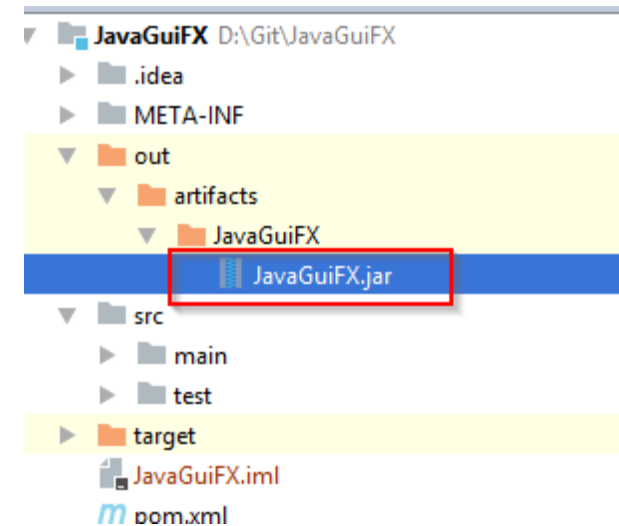 JavaGuiFX D:\Git\JavaGuiFX
.idea
META-INF
out
artifacts
JavaGuiFX
JavaGuiFX.jar
src
main
test
target
JavaGuiFX.iml
pom.xml